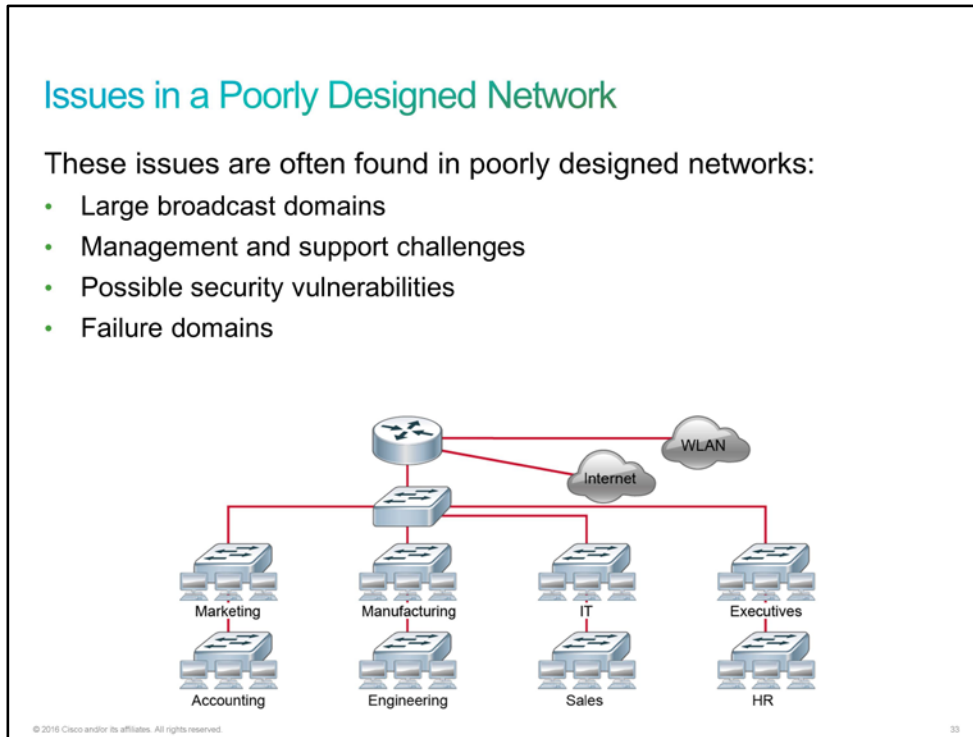 Issues in a Poorly Designed Network
These issues are often found in poorly designed networks:
• Large broadcast domains
• Management and support challenges
• Possible security vulnerabilities
• Failure domains
WLAN
Internet
Marketing
Manufacturing
IT
Executives
Accounting
Engineering
Sales
HR
© 2016 Cisco and/or its affiliates. All rights reserved.
33